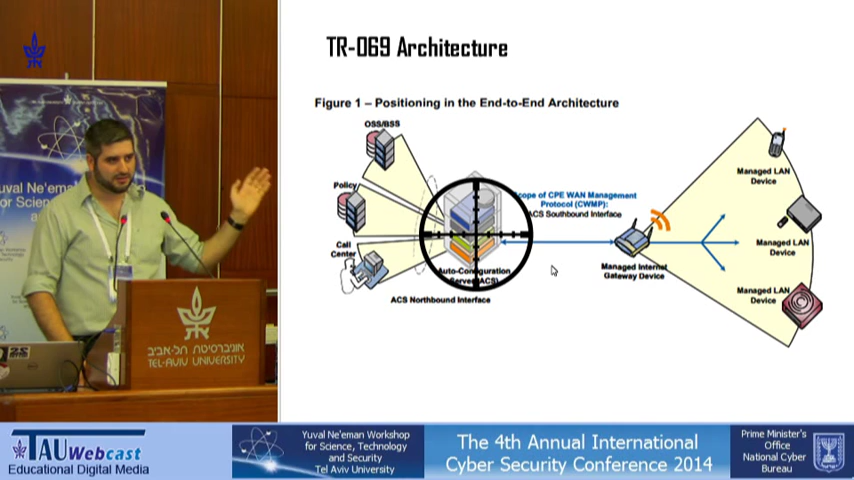 TR-069 Architecture
Figure 1 – Positioning in the End-to-End Architecture
OSS/BSS
Policy
Call
Center
Scope of CPE WAN Management
Protocol (CWMP):
ACS Southbound Interface
Auto-Configuration
Server (ACS)
ACS Northbound Interface
Managed Internet
Gateway Device
Managed LAN
Device
Managed LAN
Device
Managed LAN
Device
uval Ne'eman
אוניברסיטת תל-אביב
TEL-AVIV UNIVERSITY
TAU Webcast
Educational Digital Media
Yuval Ne'eman Workshop
for Science, Technology
and Security
Tel Aviv University
The 4th Annual International
Cyber Security Conference 2014
Prime Minister's
Office
National Cyber
Bureau